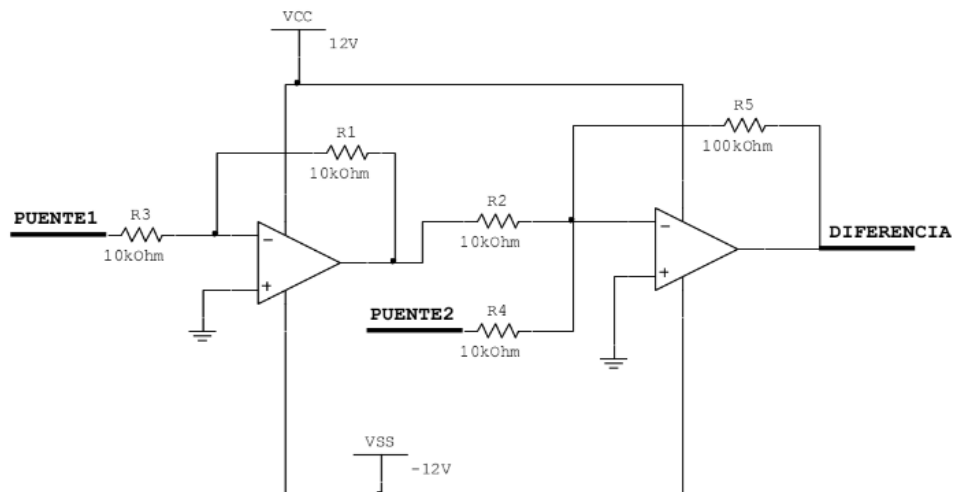 VCC
12V
R5
100kOhm
R1
10kOhm
PUENTE1
R3
10kOhm
R2
10kOhm
DIFERENCIA
PUENTE2
R4
10kOhm
VSS
-12V